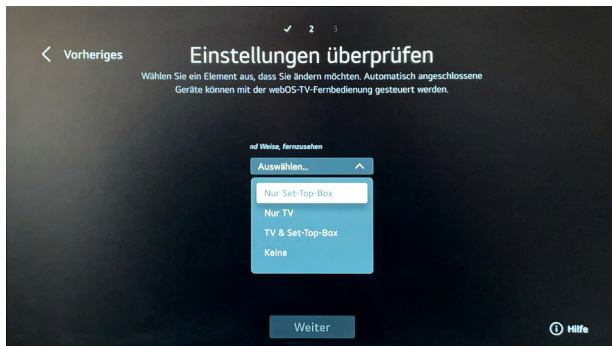 ✓ 2 3
Vorheriges
Einstellungen überprüfen
Wählen Sie ein Element aus, dass Sie ändern möchten. Automatisch angeschlossene
Geräte können mit der webOS-TV-Fernbedienung gesteuert werden.
nd Weise, fernzusehen
Auswählen...
Nur Set-Top-Box
Nur TV
TV & Set-Top-Box
Keine
Weiter
Hilfe